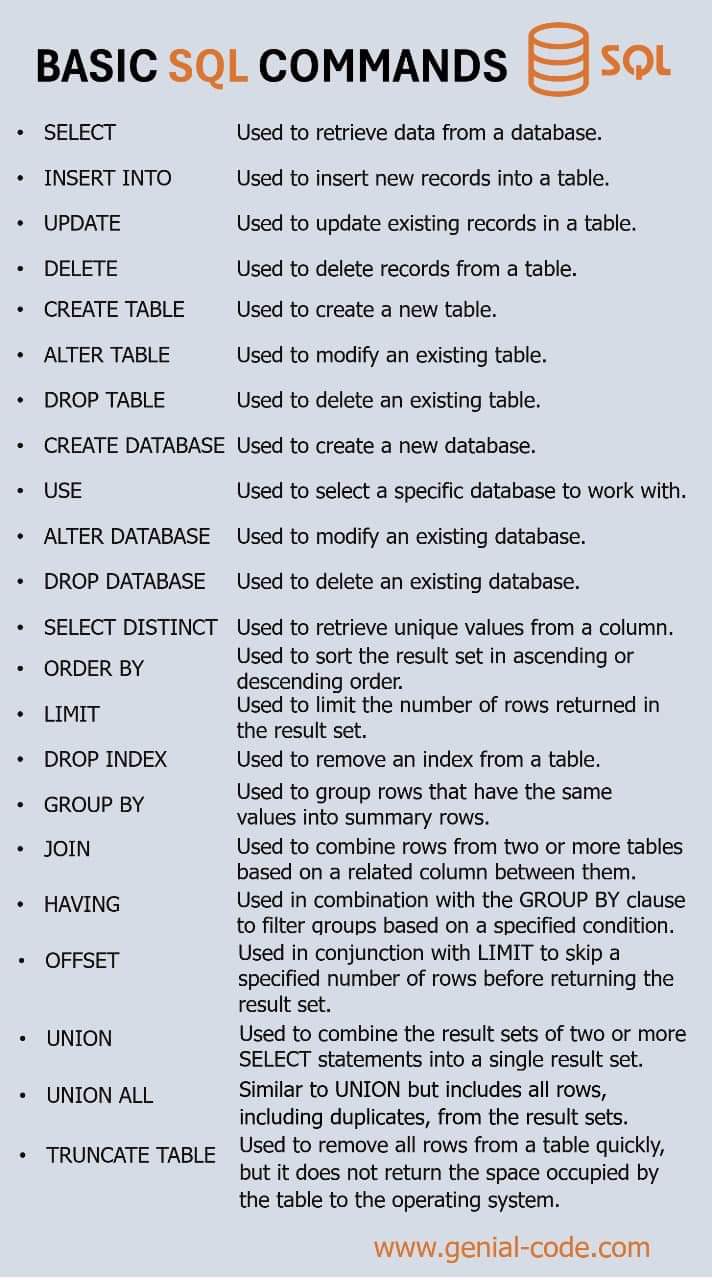 BASIC SQL COMMANDS
SQL
• SELECT Used to retrieve data from a database.
• INSERT INTO Used to insert new records into a table.
• UPDATE Used to update existing records in a table.
• DELETE Used to delete records from a table.
• CREATE TABLE Used to create a new table.
• ALTER TABLE Used to modify an existing table.
• DROP TABLE Used to delete an existing table.
• CREATE DATABASE Used to create a new database.
• USE Used to select a specific database to work with.
• ALTER DATABASE Used to modify an existing database.
• DROP DATABASE Used to delete an existing database.
• SELECT DISTINCT Used to retrieve unique values from a column.
• ORDER BY Used to sort the result set in ascending or
descending order.
• LIMIT Used to limit the number of rows returned in
the result set.
• DROP INDEX Used to remove an index from a table.
• GROUP BY Used to group rows that have the same
values into summary rows.
• JOIN Used to combine rows from two or more tables
based on a related column between them.
• HAVING Used in combination with the GROUP BY clause
to filter groups based on a specified condition.
• OFFSET Used in conjunction with LIMIT to skip a
specified number of rows before returning the
result set.
• UNION Used to combine the result sets of two or more
SELECT statements into a single result set.
• UNION ALL Similar to UNION but includes all rows,
including duplicates, from the result sets.
• TRUNCATE TABLE Used to remove all rows from a table quickly,
but it does not return the space occupied by
the table to the operating system.
www.genial-code.com